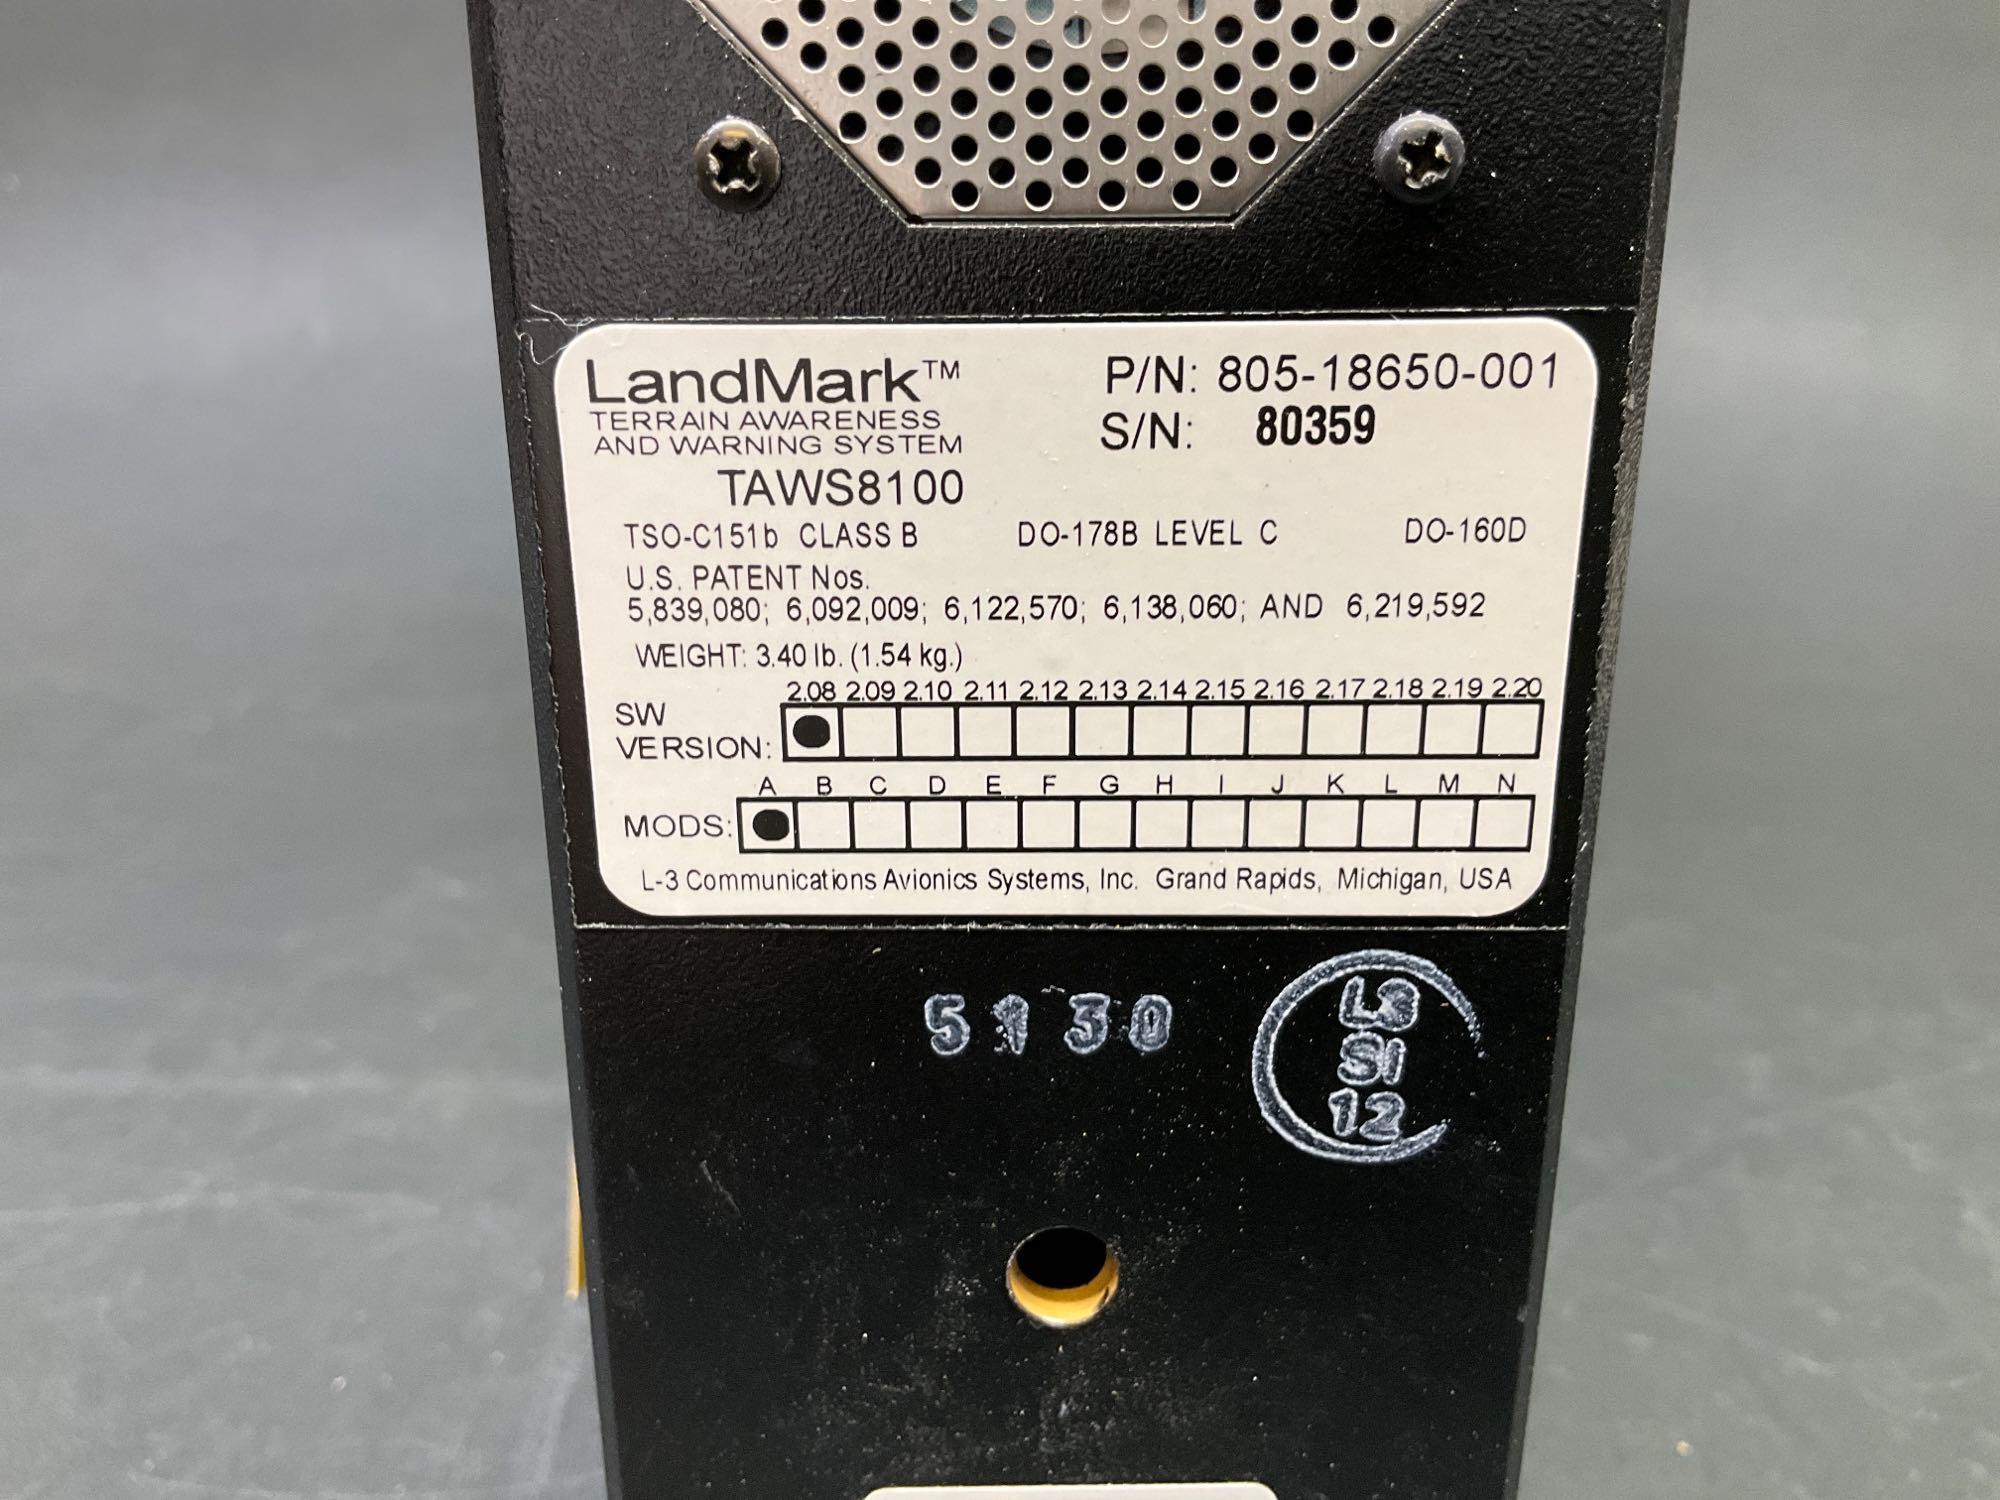 LandMark™
TERRAIN AWARENESS
AND WARNING SYSTEM
TAWS8100
P/N: 805-18650-001
S/N: 80359
TSO-C151b CLASS B DO-178B LEVEL C DO-160D
U.S. PATENT Nos.
5,839,080; 6,092,009; 6,122,570; 6,138,060; AND 6,219,592
WEIGHT: 3.40 lb. (1.54 kg.)
2.08 2.09 2.10 2.11 2.12 2.13 2.14 2.15 2.16 2.17 2.18 2.19 2.20
SW
VERSION:
A B C D E F G H I J K L M N
MODS:
L-3 Communications Avionics Systems, Inc. Grand Rapids, Michigan, USA
5130
L3
SI
12